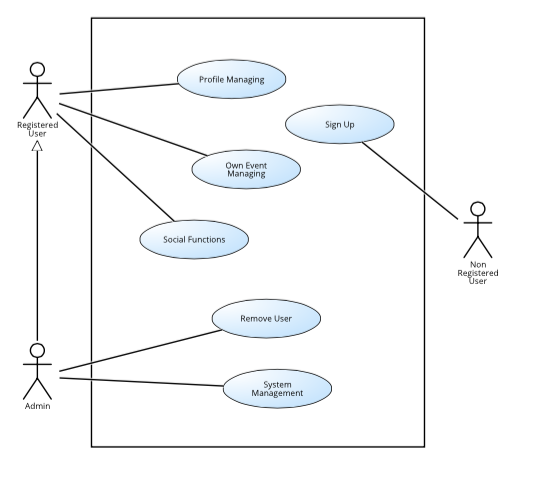 Profile Managing
Registered
User
Sign Up
Own Event
Managing
Social Functions
Non
Registered
User
Remove User
System
Management
Admin